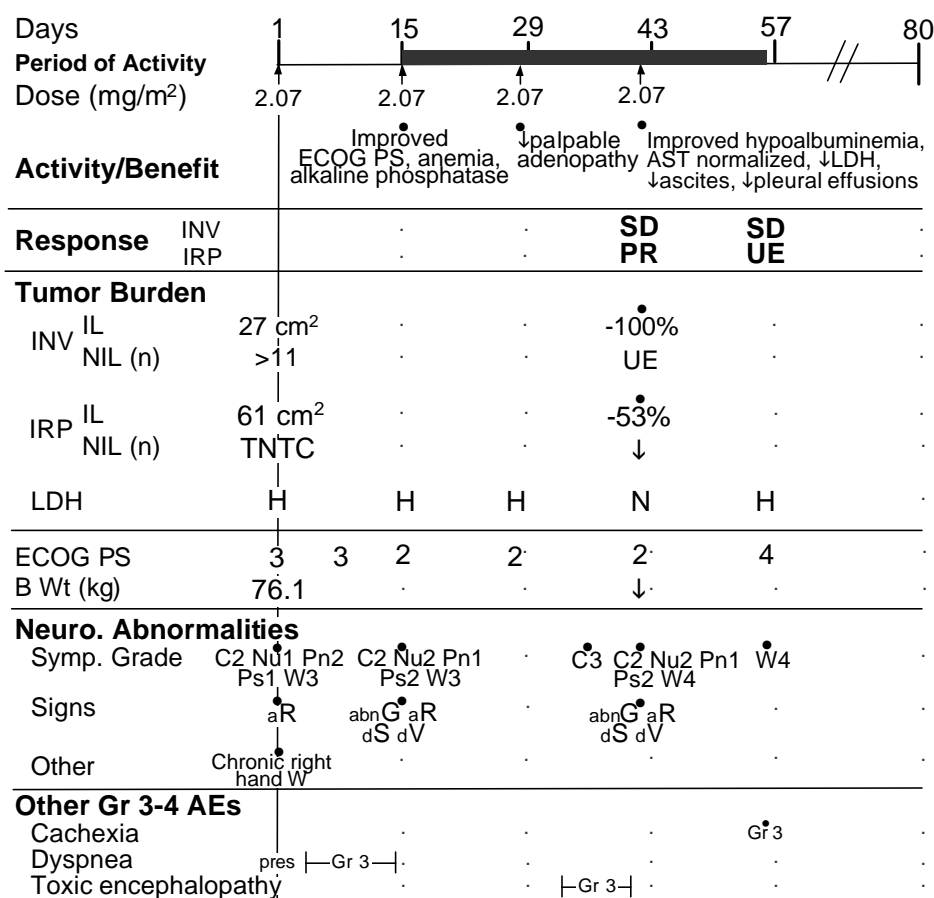 Days 1 15 29 43 57 80
Period of Activity
Dose (mg/m2) 2.07 2.07 2.07 2.07
Activity/Benefit
Improved
ECOG PS, anemia,
alkaline phosphatase
↓palpable
adenopathy
Improved hypoalbuminemia,
AST normalized, ↓LDH,
↓ascites, ↓pleural effusions
Response INV SD SD
IRP PR UE
Tumor Burden
INV IL 27 cm2 -100%
NIL (n) >11 UE
IRP IL 61 cm2 -53%
NIL (n) TNTC ↓
LDH H H H N H
ECOG PS 3 3 2 2 2 4
B Wt (kg) 76.1 ↓
Neuro. Abnormalities
Symp. Grade C2 Nu1 Pn2 C2 Nu2 Pn1 C3 C2 Nu2 Pn1 W4
Ps1 W3 Ps2 W3 Ps2 W4
Signs aR abnG aR abnG aR
dS dV dS dV
Other Chronic right
hand W
Other Gr 3-4 AEs
Cachexia Gr 3
Dyspnea pres Gr 3
Toxic encephalopathy Gr 3